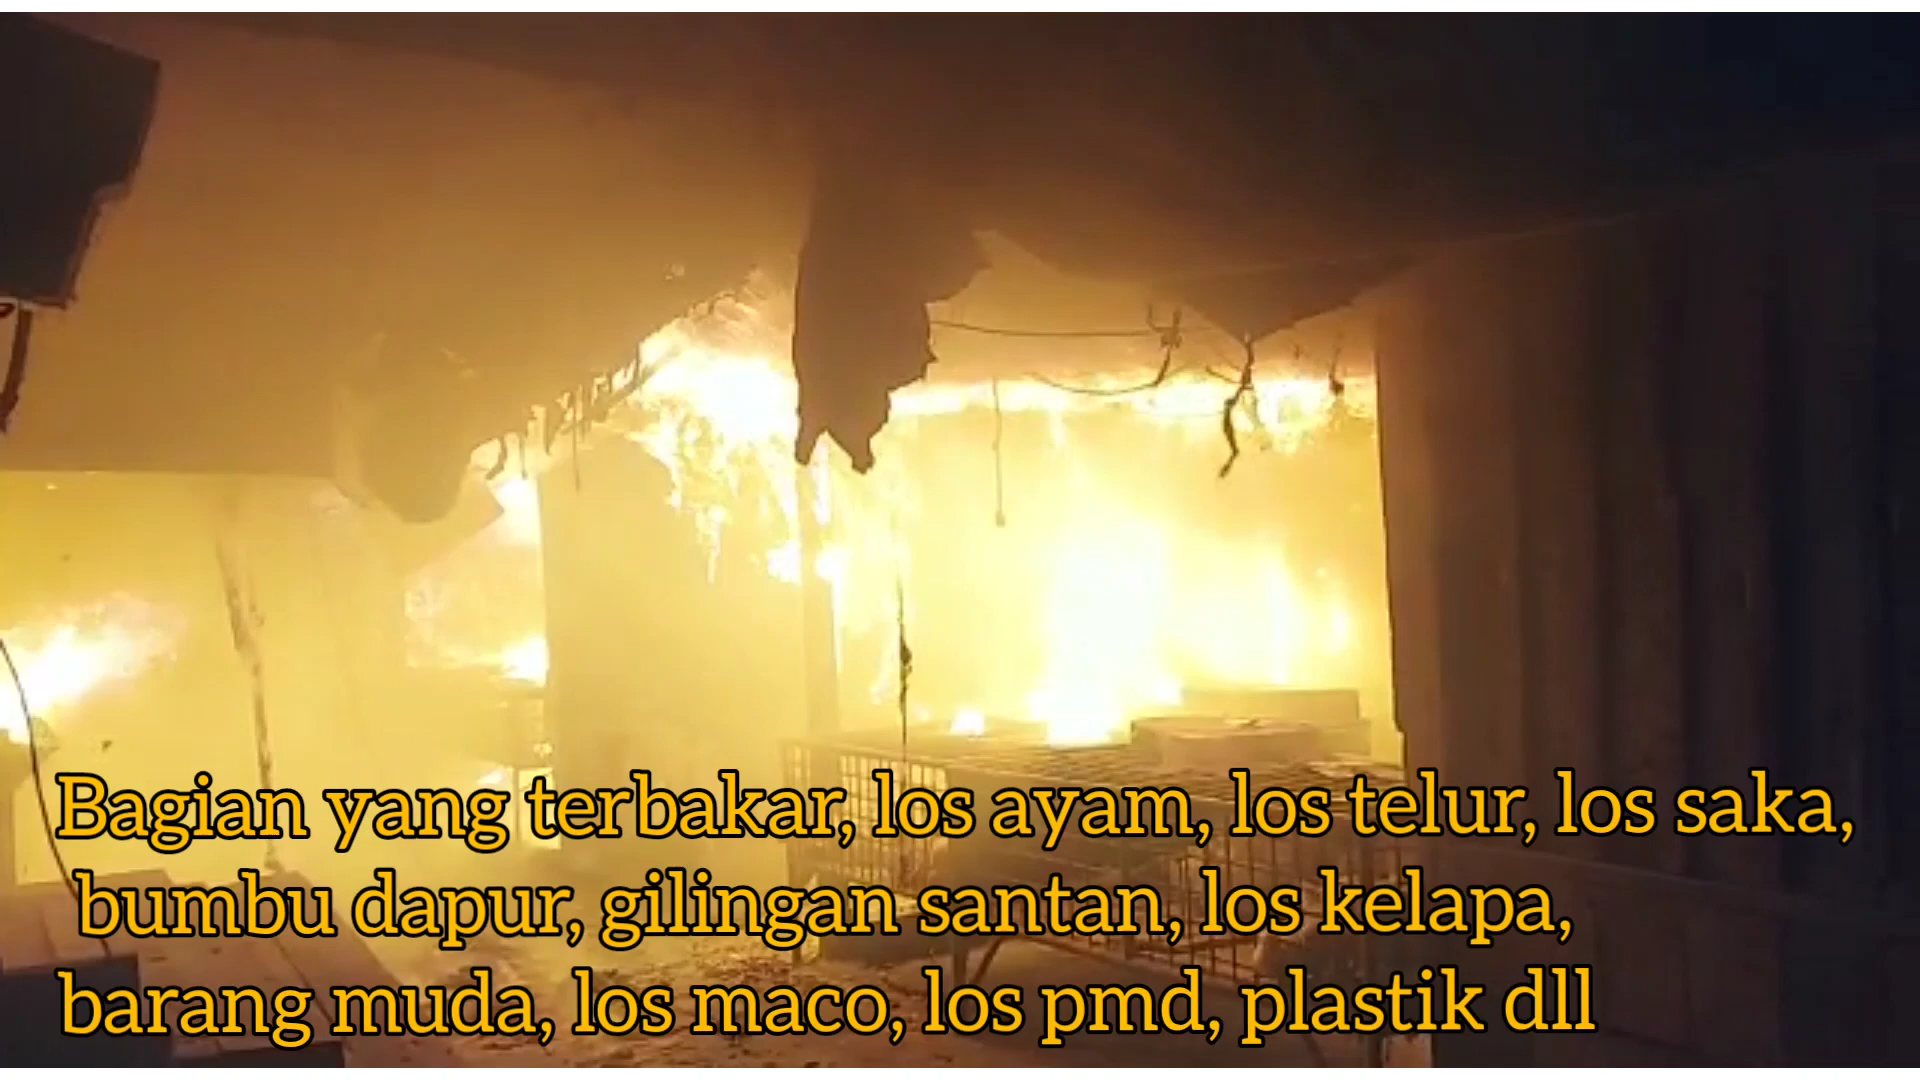 Bagian yang terbakar, los ayam, los telur, los saka,
bumbu dapur, gilingan santan, los kelapa,
barang muda, los maco, los pmd, plastik dll